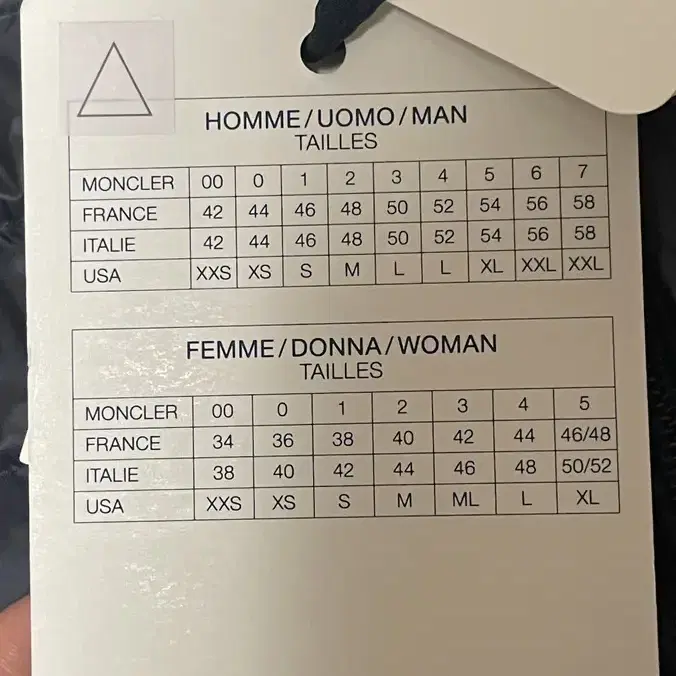 HOMME/UOMO/MAN
TAILLES
MONCLER 00 0 1 2 3 4 5 6 7
FRANCE 42 44 46 48 50 52 54 56 58
ITALIE 42 44 46 48 50 52 54 56 58
USA XXS XS S M L L XL XXL XXL
FEMME/DONNA/WOMAN
TAILLES
MONCLER 00 0 1 2 3 4 5
FRANCE 34 36 38 40 42 44 46/48
ITALIE 38 40 42 44 46 48 50/52
USA XXS XS S M ML L XL